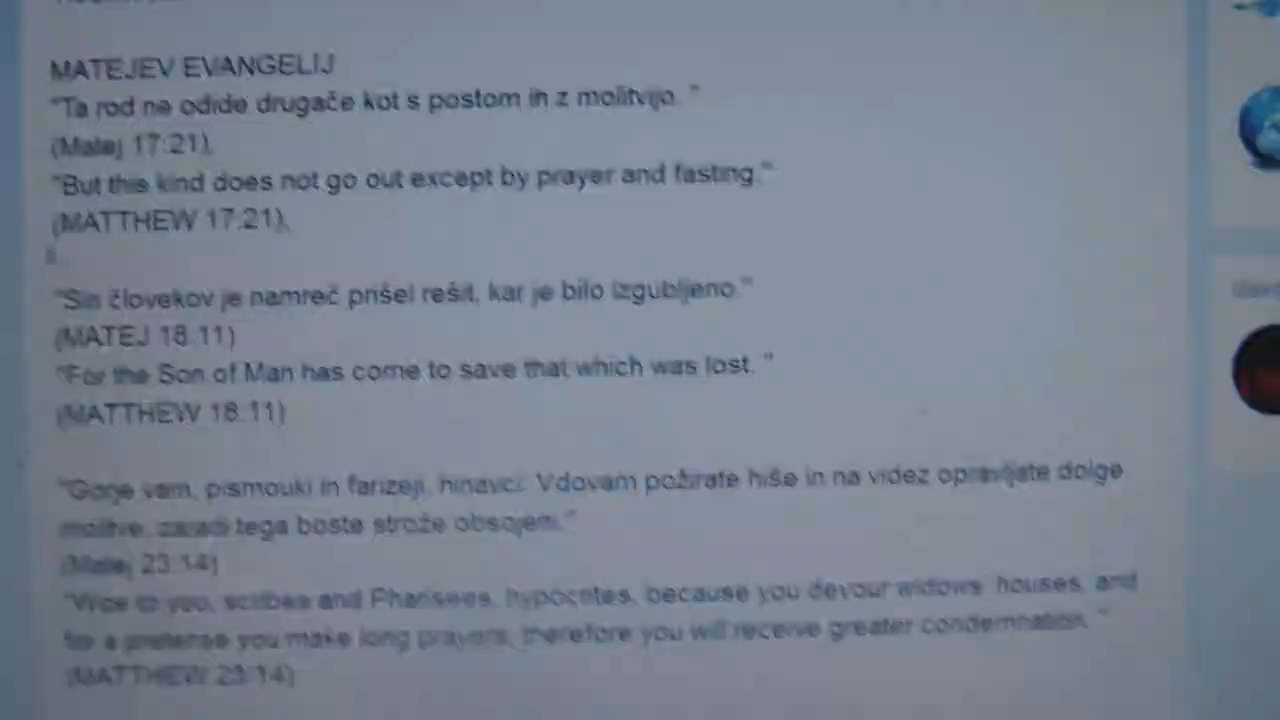 MATEJEV EVANGELIJ
"Ta rod ne odide drugače kot s postom in z molitvijo. "
(Matej 17:21),
"But this kind does not go out except by prayer and fasting."
(MATTHEW 17:21),
"Sin človekov je namreč prišel rešit, kar je bilo izgubljeno."
(MATEJ 18:11)
"For the Son of Man has come to save that which was lost. "
(MATTHEW 18:11)
"Gorje vam, pismouki in farizeji, hinavci. Vdovam požirate hiše in na videz opravljate dolge
molitve, zaradi tega boste strože obsojeni."
(Matej 23:14)
"Woe to you, scribes and Pharisees, hypocrites, because you devour widows' houses, and
for a pretense you make long prayers, therefore you will receive greater condemnation. "
(MATTHEW 23:14)